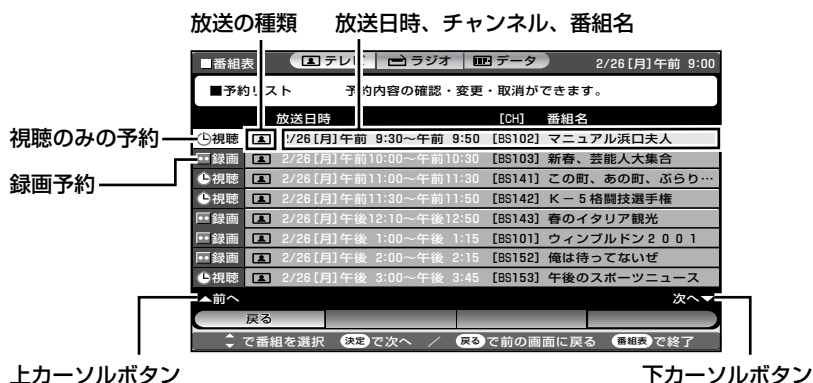 放送の種類　放送日時、チャンネル、番組名
■番組表　テレビ　ラジオ　データ　2/26[月]午前 9:00
■予約リスト　予約内容の確認・変更・取消ができます。
放送日時　[CH]　番組名
視聴のみの予約
視聴　2/26[月]午前 9:30～午前 9:50　[BS102]　マニュアル浜口夫人
録画　2/26[月]午前10:00～午前10:30　[BS103]　新春、芸能人大集合
録画予約
視聴　2/26[月]午前11:00～午前11:30　[BS141]　この町、あの町、ぶらり…
視聴　2/26[月]午前11:30～午前11:50　[BS142]　K－5格闘技選手権
録画　2/26[月]午後12:10～午後12:50　[BS143]　春のイタリア観光
録画　2/26[月]午後 1:00～午後 1:15　[BS101]　ウィンブルドン２００１
録画　2/26[月]午後 2:00～午後 2:15　[BS152]　俺は待ってないぜ
視聴　2/26[月]午後 3:00～午後 3:45　[BS153]　午後のスポーツニュース
▲前へ　次へ▼
戻る
で番組を選択　決定で次へ　／　戻るで前の画面に戻る　番組表で終了
上カーソルボタン　下カーソルボタン